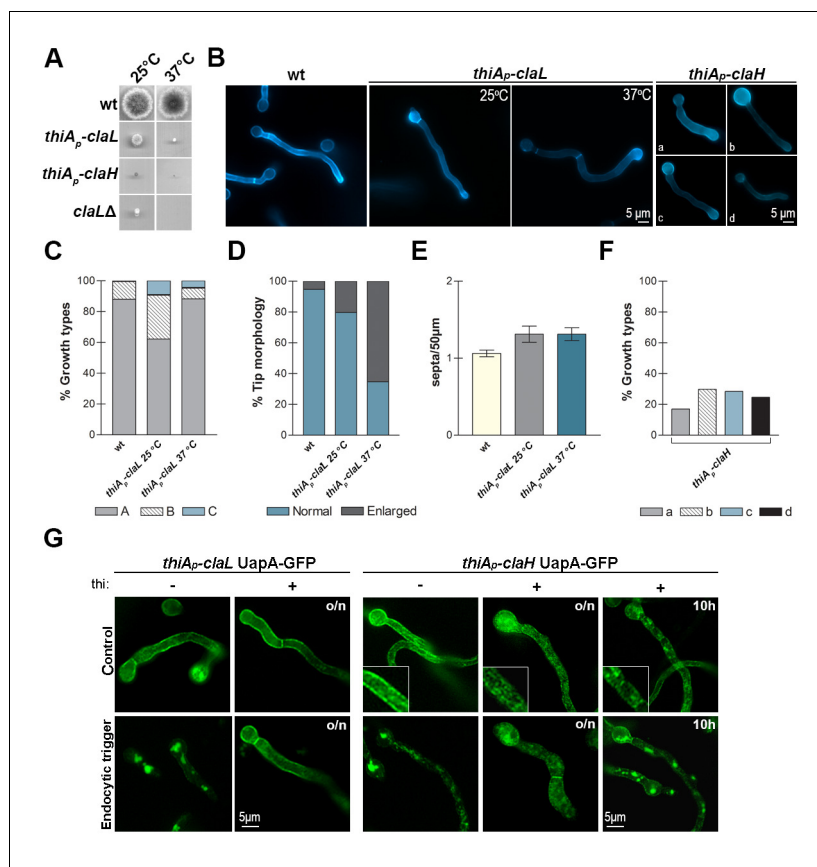 A
25°C
37°C
wt
thiAp-claL
thiAp-claH
claLΔ
B
wt
thiAp-claL
thiAp-claH
25ºC
37ºC
5 µm
a
b
c
d
5 µm
C
% Growth types
100
80
60
40
20
0
wt
thiAp-claL 25 °C
thiAp-claL 37 °C
A
B
C
D
% Tip morphology
100
80
60
40
20
0
wt
thiAp-claL 25 °C
thiAp-claL 37 °C
Normal
Enlarged
E
septa/50µm
2
1
0
wt
thiAp-claL 25 °C
thiAp-claL 37 °C
F
% Growth types
100
80
60
40
20
0
thiAp-claH
a
b
c
d
G
thiAp-claL UapA-GFP
thiAp-claH UapA-GFP
thi:
-
+
-
+
+
Control
o/n
o/n
10h
Endocytic trigger
o/n
o/n
10h
5µm
5µm